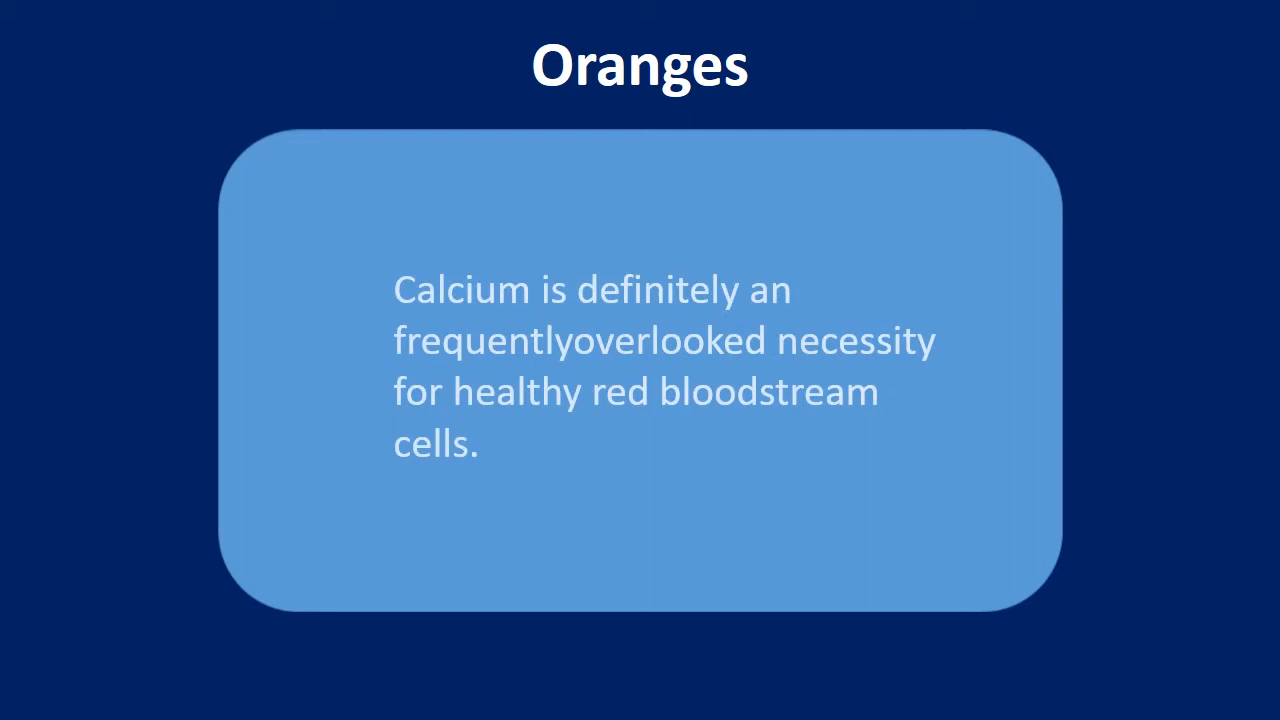 Oranges
Calcium is definitely an
frequentlyoverlooked necessity
for healthy red bloodstream
cells.